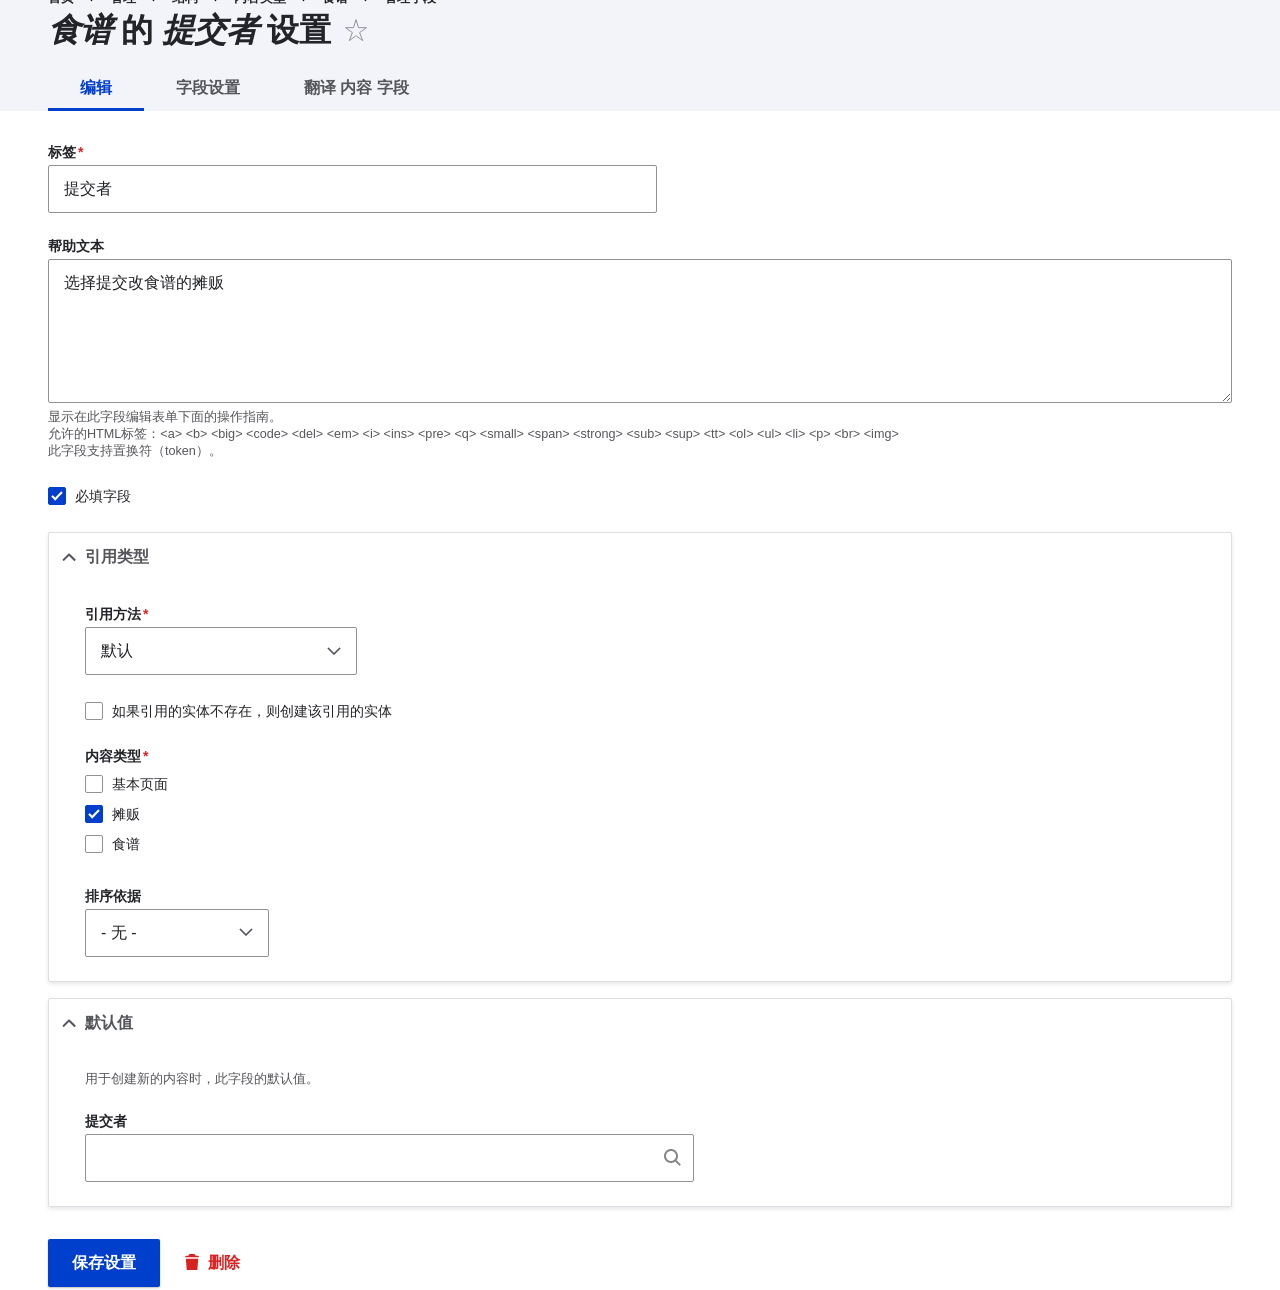 食谱 的 提交者 设置
编辑 字段设置 翻译 内容 字段
标签*
提交者
帮助文本
选择提交改食谱的摊贩
显示在此字段编辑表单下面的操作指南。
允许的HTML标签：<a> <b> <big> <code> <del> <em> <i> <ins> <pre> <q> <small> <span> <strong> <sub> <sup> <tt> <ol> <ul> <li> <p> <br> <img>
此字段支持置换符（token）。
必填字段
引用类型
引用方法*
默认
如果引用的实体不存在，则创建该引用的实体
内容类型*
基本页面
摊贩
食谱
排序依据
- 无 -
默认值
用于创建新的内容时，此字段的默认值。
提交者
保存设置 删除